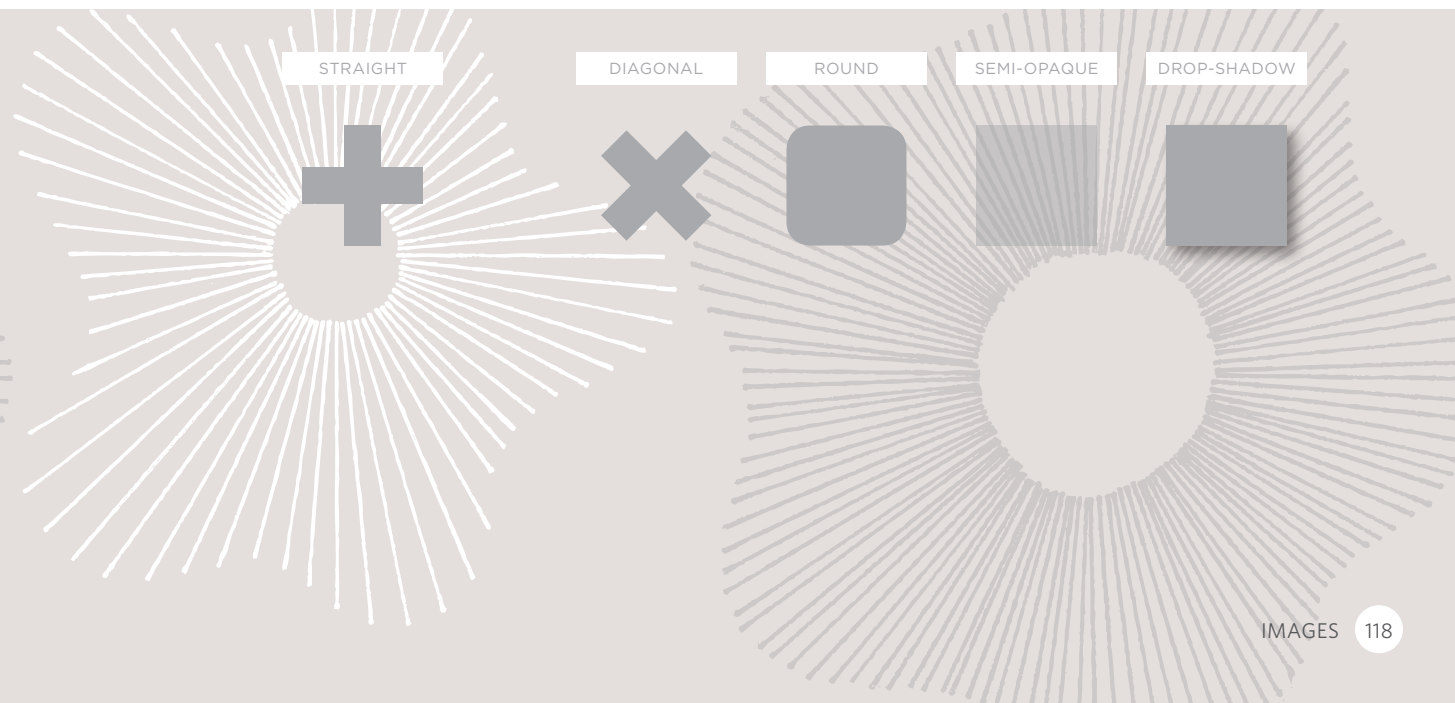 STRAIGHT
DIAGONAL
ROUND
SEMI-OPAQUE
DROP-SHADOW
IMAGES 118